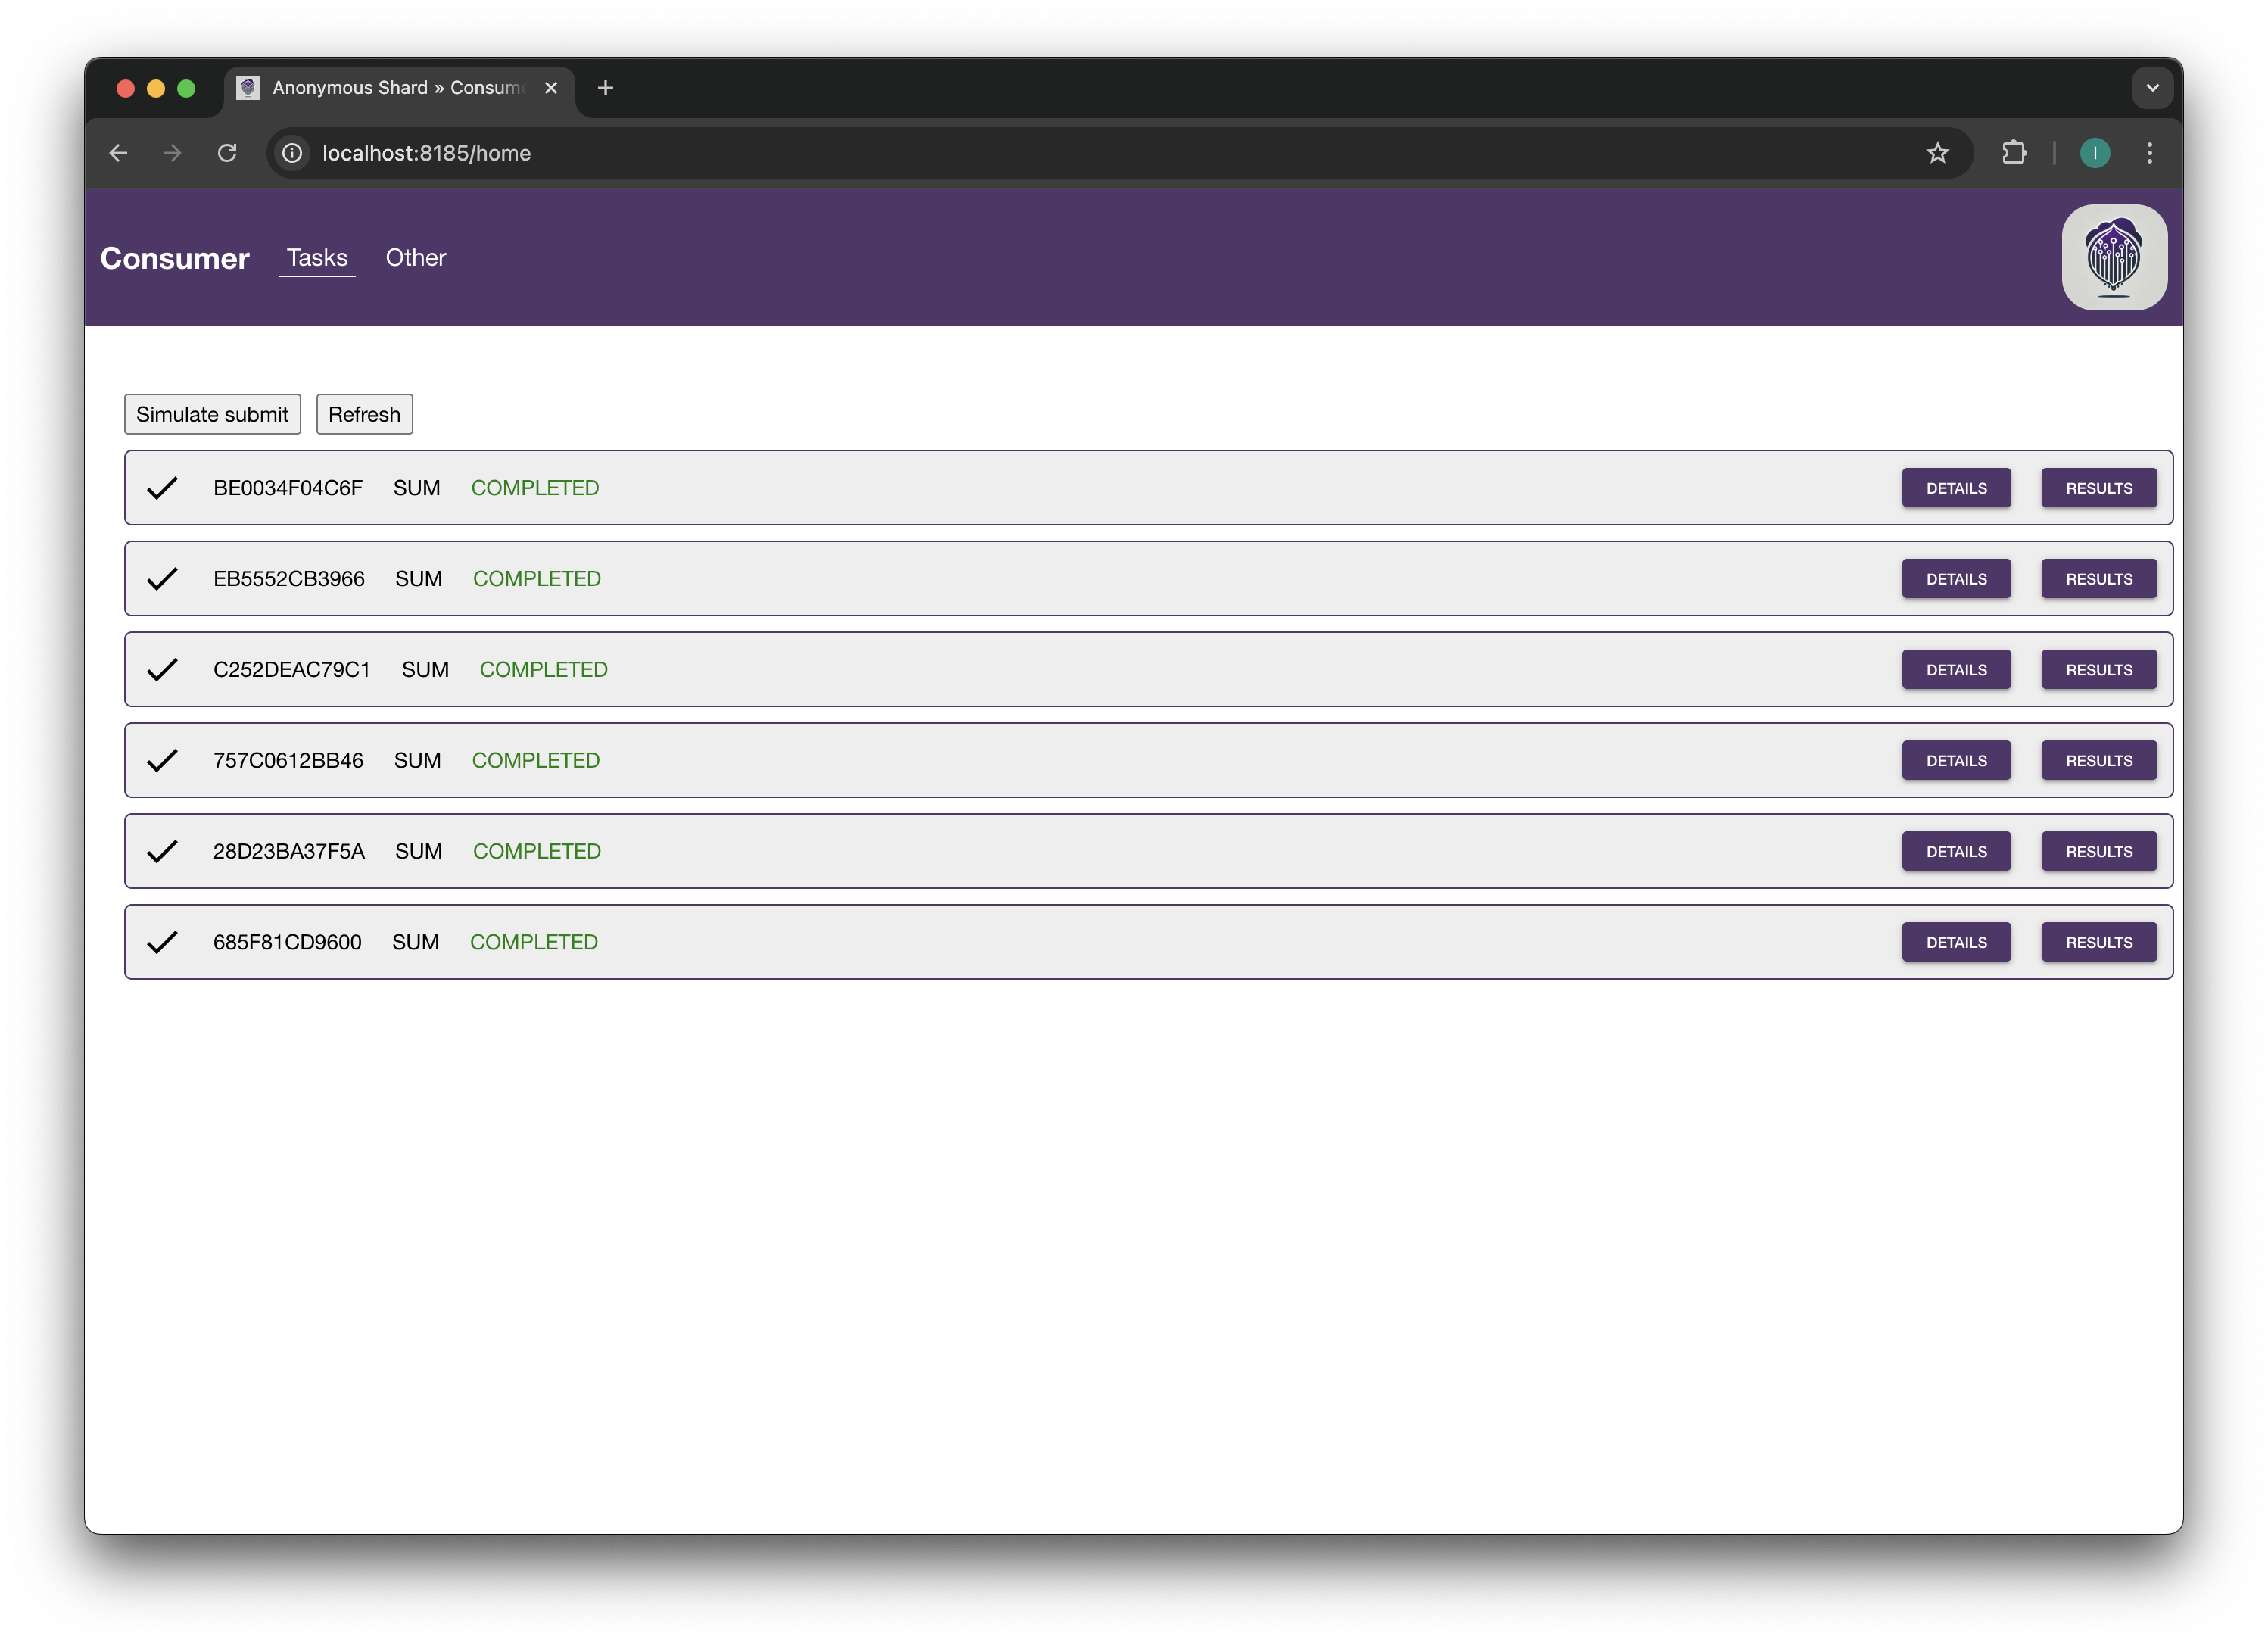 Anonymous Shard » Consume
localhost:8185/home
I
Consumer Tasks Other
Simulate submit Refresh
BE0034F04C6F SUM COMPLETED DETAILS RESULTS
EB5552CB3966 SUM COMPLETED DETAILS RESULTS
C252DEAC79C1 SUM COMPLETED DETAILS RESULTS
757C0612BB46 SUM COMPLETED DETAILS RESULTS
28D23BA37F5A SUM COMPLETED DETAILS RESULTS
685F81CD9600 SUM COMPLETED DETAILS RESULTS